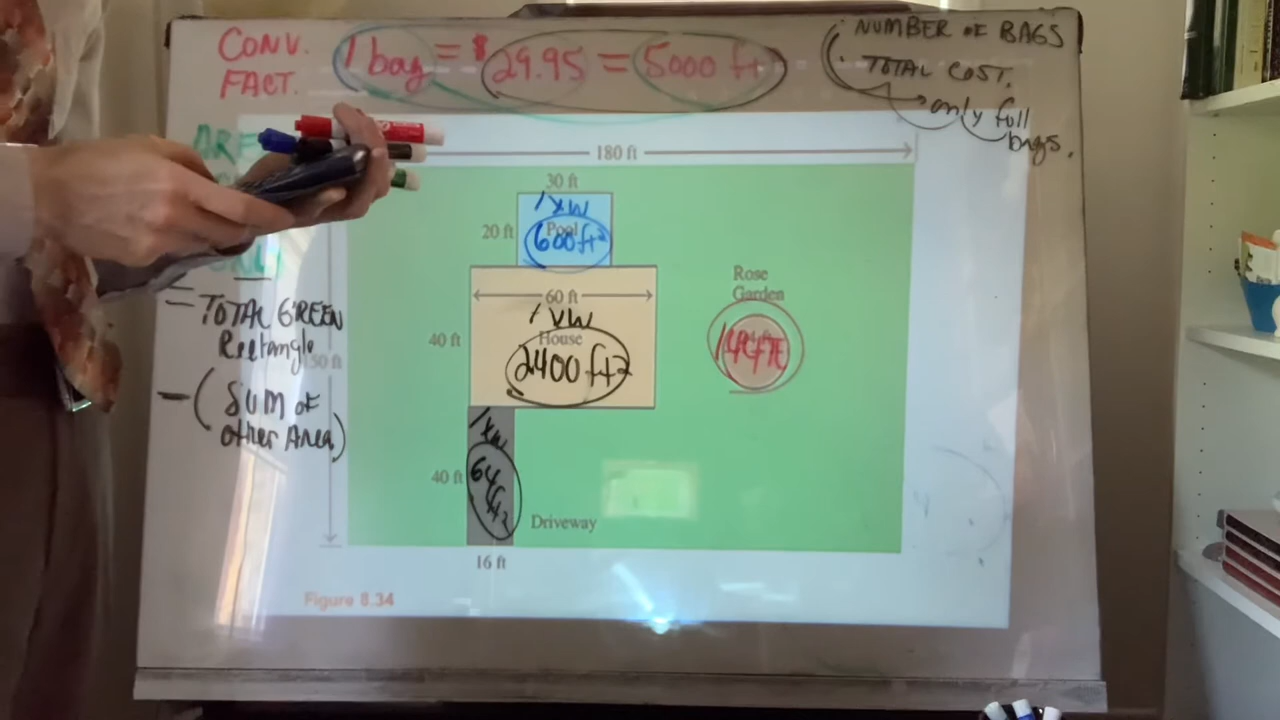 CONV. 1 bag = $29.95 = 5000 ft²
FACT.
· NUMBER OF BAGS
· TOTAL COST.
only full
bags.
180 ft
30 ft
l x W
20 ft
Pool
600 ft²
60 ft
l x W
40 ft
House
2400 ft²
Rose
Garden
= TOTAL GREEN
Rectangle
- (SUM OF
other Area)
l x W
40 ft
Driveway
16 ft
Figure 8.34